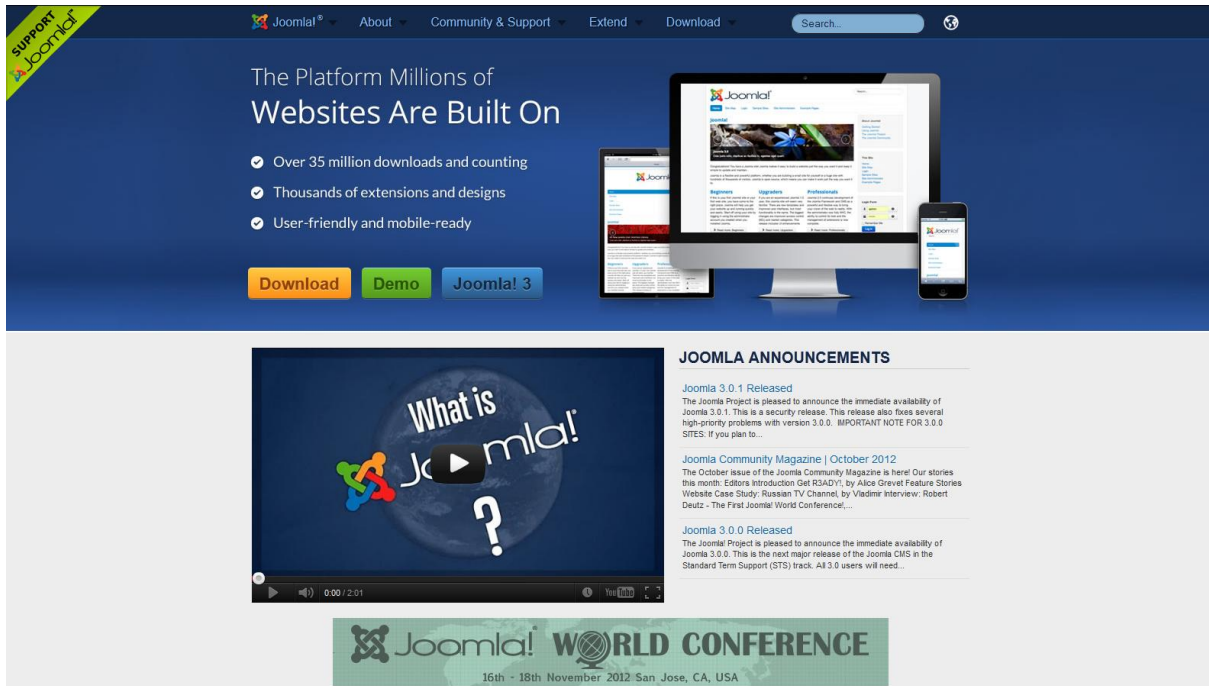 SUPPORT
Joomla!
Joomla!®
About
Community & Support
Extend
Download
Search...
The Platform Millions of
Websites Are Built On
Over 35 million downloads and counting
Thousands of extensions and designs
User-friendly and mobile-ready
Download
Demo
Joomla! 3
Joomla!
Joomla!
Beginners
Upgraders
Professionals
What is
Joomla!
?
0:00 / 2:01
YouTube
JOOMLA ANNOUNCEMENTS
Joomla 3.0.1 Released
The Joomla Project is pleased to announce the immediate availability of
Joomla 3.0.1. This is a security release. This release also fixes several
high-priority problems with version 3.0.0. IMPORTANT NOTE FOR 3.0.0
SITES: If you plan to...
Joomla Community Magazine | October 2012
The October issue of the Joomla Community Magazine is here! Our stories
this month: Editors Introduction Get R3ADY!, by Alice Grevet Feature Stories
Website Case Study: Russian TV Channel, by Vladimir Interview: Robert
Deutz - The First Joomla! World Conference!,...
Joomla 3.0.0 Released
The Joomla! Project is pleased to announce the immediate availability of
Joomla 3.0.0. This is the next major release of the Joomla CMS in the
Standard Term Support (STS) track. All 3.0 users will need...
Joomla! WORLD CONFERENCE
16th - 18th November 2012 San Jose, CA, USA